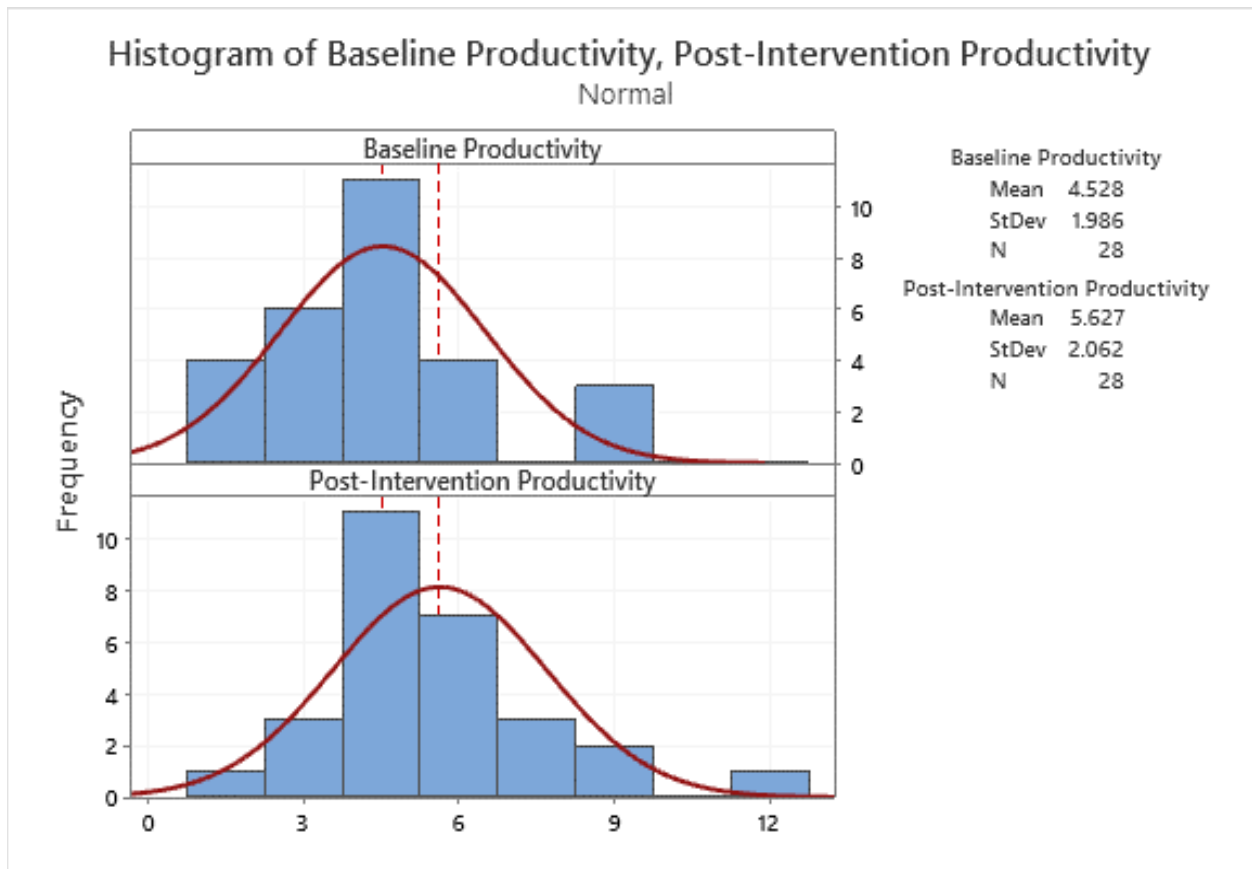 Histogram of Baseline Productivity, Post-Intervention Productivity
Normal
Baseline Productivity
10
8
6
4
2
0
Post-Intervention Productivity
10
8
6
4
2
0
0 3 6 9 12
Frequency
Baseline Productivity
Mean 4.528
StDev 1.986
N 28
Post-Intervention Productivity
Mean 5.627
StDev 2.062
N 28